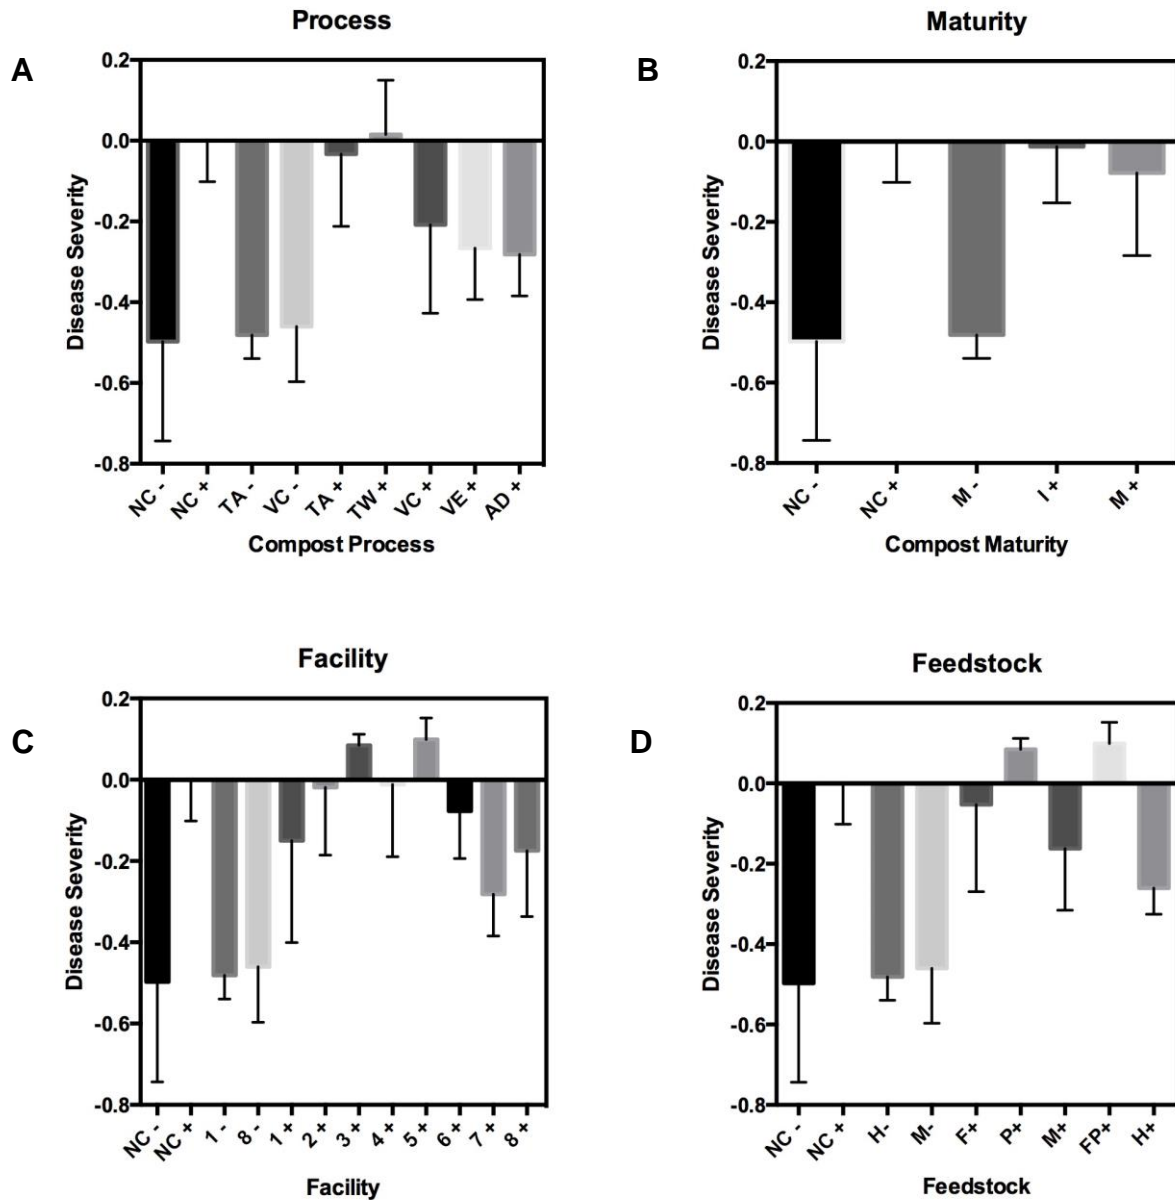 Process
A
0.2
0.0
-0.2
-0.4
-0.6
-0.8
Disease Severity
NC - NC + TA - VC - TA + TW + VC + VE + AD +
Compost Process
Maturity
B
0.2
0.0
-0.2
-0.4
-0.6
-0.8
Disease Severity
NC - NC + M - I + M +
Compost Maturity
Facility
C
0.2
0.0
-0.2
-0.4
-0.6
-0.8
Disease Severity
NC - NC + 1 - 8 - 1 + 2 + 3 + 4 + 5 + 6 + 7 + 8 +
Facility
Feedstock
D
0.2
0.0
-0.2
-0.4
-0.6
-0.8
Disease Severity
NC - NC + H- M- F+ P+ M+ FP+ H+
Feedstock